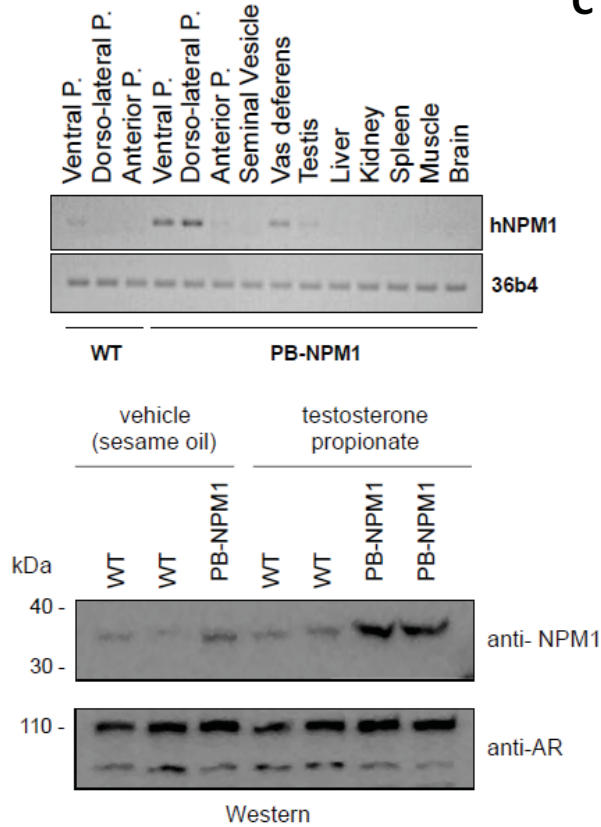 C
Ventral P.
Dorso-lateral P.
Anterior P.
Ventral P.
Dorso-lateral P.
Anterior P.
Seminal Vesicle
Vas deferens
Testis
Liver
Kidney
Spleen
Muscle
Brain
hNPM1
36b4
WT
PB-NPM1
vehicle
(sesame oil)
testosterone
propionate
WT
WT
PB-NPM1
WT
WT
PB-NPM1
PB-NPM1
kDa
40 -
anti- NPM1
30 -
110 -
anti-AR
Western